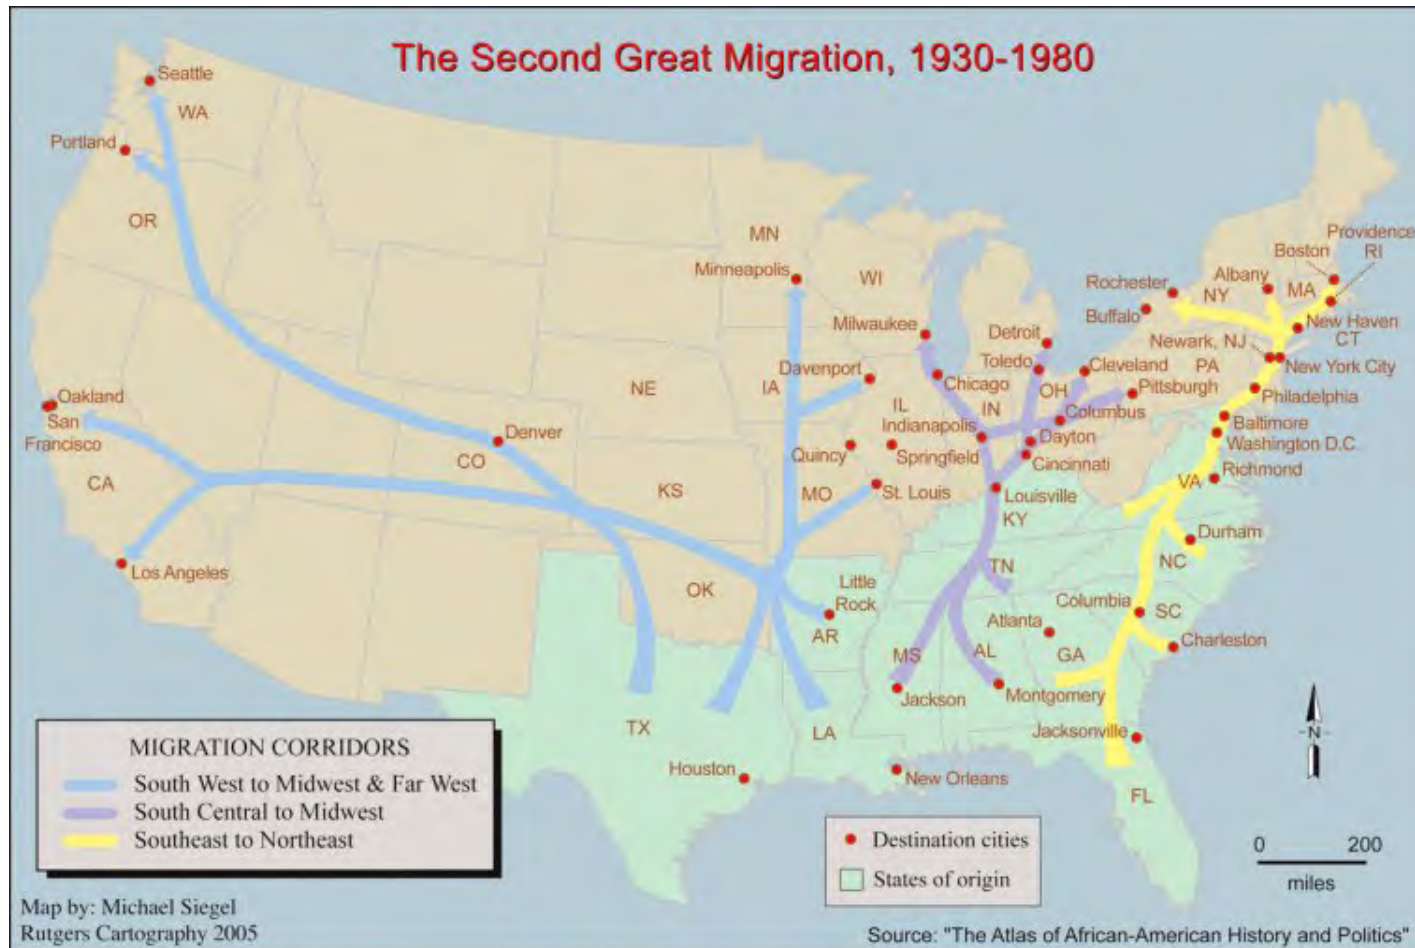 The Second Great Migration, 1930-1980
Seattle
WA
Portland
OR
MN
Minneapolis
WI
Milwaukee
Detroit
Toledo
Rochester
Buffalo
Albany
NY
Boston
Providence
RI
MA
New Haven
CT
Newark, NJ
New York City
PA
Philadelphia
Baltimore
Washington D.C.
Richmond
VA
Cleveland
Pittsburgh
OH
Columbus
Dayton
Cincinnati
Chicago
IN
Indianapolis
IL
Springfield
Davenport
IA
Quincy
MO
St. Louis
Louisville
KY
NE
KS
Denver
CO
Oakland
San
Francisco
CA
Los Angeles
OK
Little
Rock
AR
TN
Durham
NC
Columbia
SC
Charleston
Atlanta
GA
MS
AL
Jackson
Montgomery
Jacksonville
FL
TX
LA
Houston
New Orleans
MIGRATION CORRIDORS
South West to Midwest & Far West
South Central to Midwest
Southeast to Northeast
Destination cities
States of origin
N
0 200
miles
Map by: Michael Siegel
Rutgers Cartography 2005
Source: "The Atlas of African-American History and Politics"